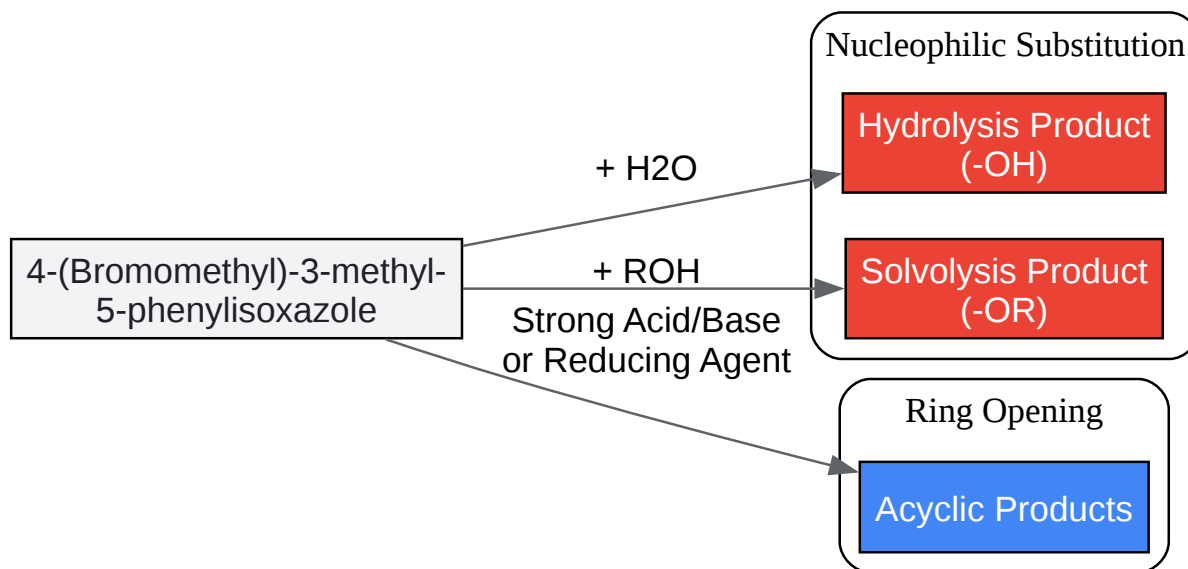 Nucleophilic Substitution
Hydrolysis Product
(-OH)
+ H2O
4-(Bromomethyl)-3-methyl-
5-phenylisoxazole
+ ROH
Solvolysis Product
(-OR)
Strong Acid/Base
or Reducing Agent
Ring Opening
Acyclic Products